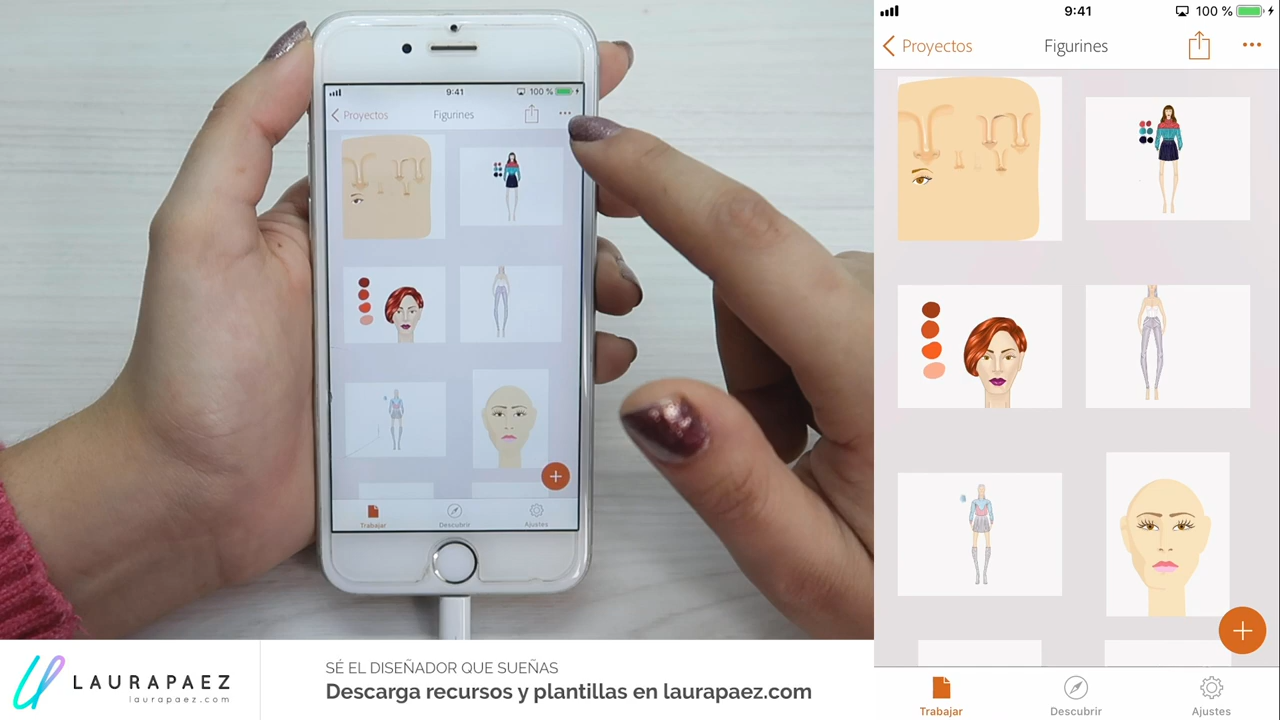 9:41
100 %
Proyectos
Figurines
Trabajar
Descubrir
Ajustes
9:41
100 %
Proyectos
Figurines
Trabajar
Descubrir
Ajustes
LAURAPAEZ
laurapaez.com
SÉ EL DISEÑADOR QUE SUEÑAS
Descarga recursos y plantillas en laurapaez.com